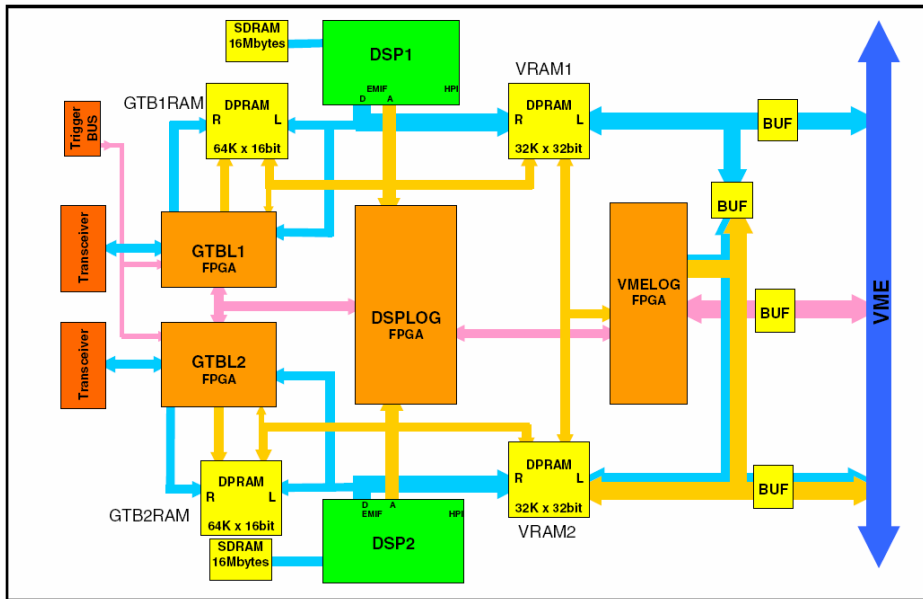 SDRAM
16Mbytes
DSP1
EMIF
HPI
D
A
VRAM1
GTB1RAM
DPRAM
R
L
64K x 16bit
DPRAM
R
L
32K x 32bit
BUF
Trigger
BUS
BUF
Transceiver
GTBL1
FPGA
DSPLOG
FPGA
VMELOG
FPGA
BUF
VME
Transceiver
GTBL2
FPGA
DPRAM
R
L
64K x 16bit
GTB2RAM
DPRAM
R
L
32K x 32bit
VRAM2
BUF
D
A
EMIF
HPI
DSP2
SDRAM
16Mbytes